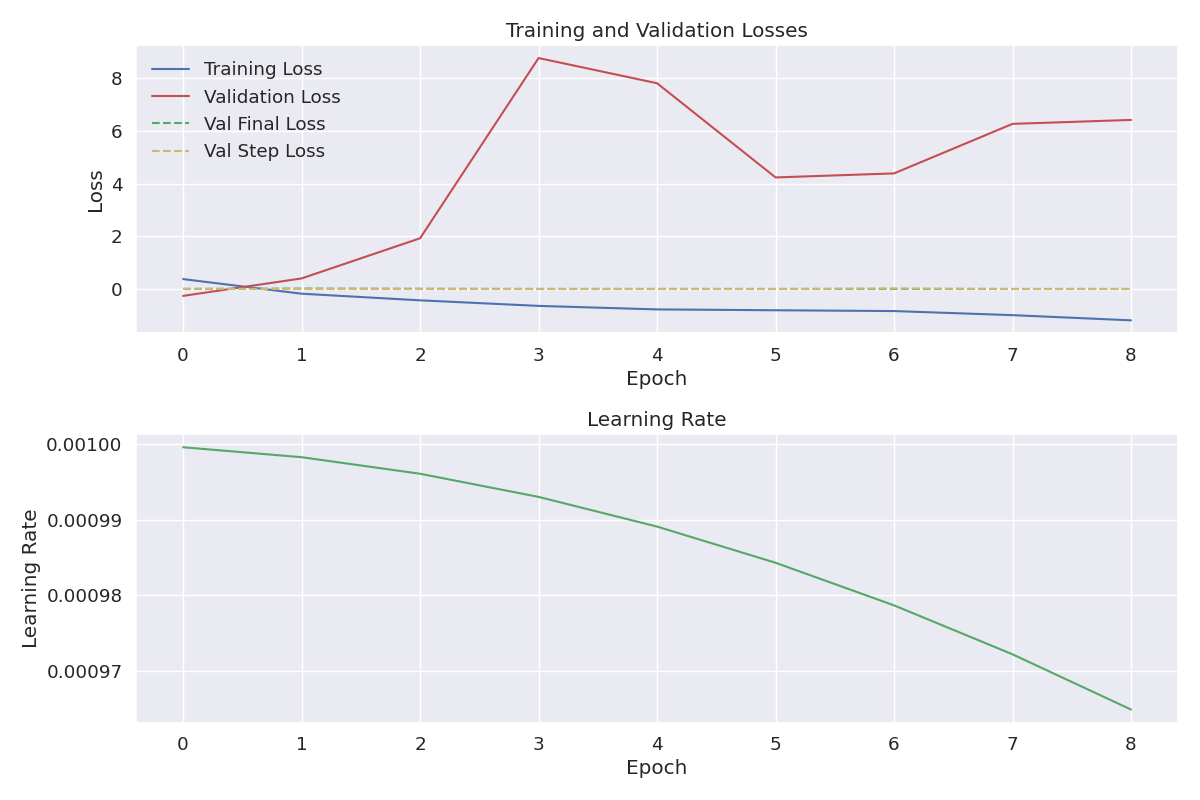 Training and Validation Losses
Training Loss
Validation Loss
Val Final Loss
Val Step Loss
Loss
8
6
4
2
0
0 1 2 3 4 5 6 7 8
Epoch
Learning Rate
Learning Rate
0.00100
0.00099
0.00098
0.00097
0 1 2 3 4 5 6 7 8
Epoch